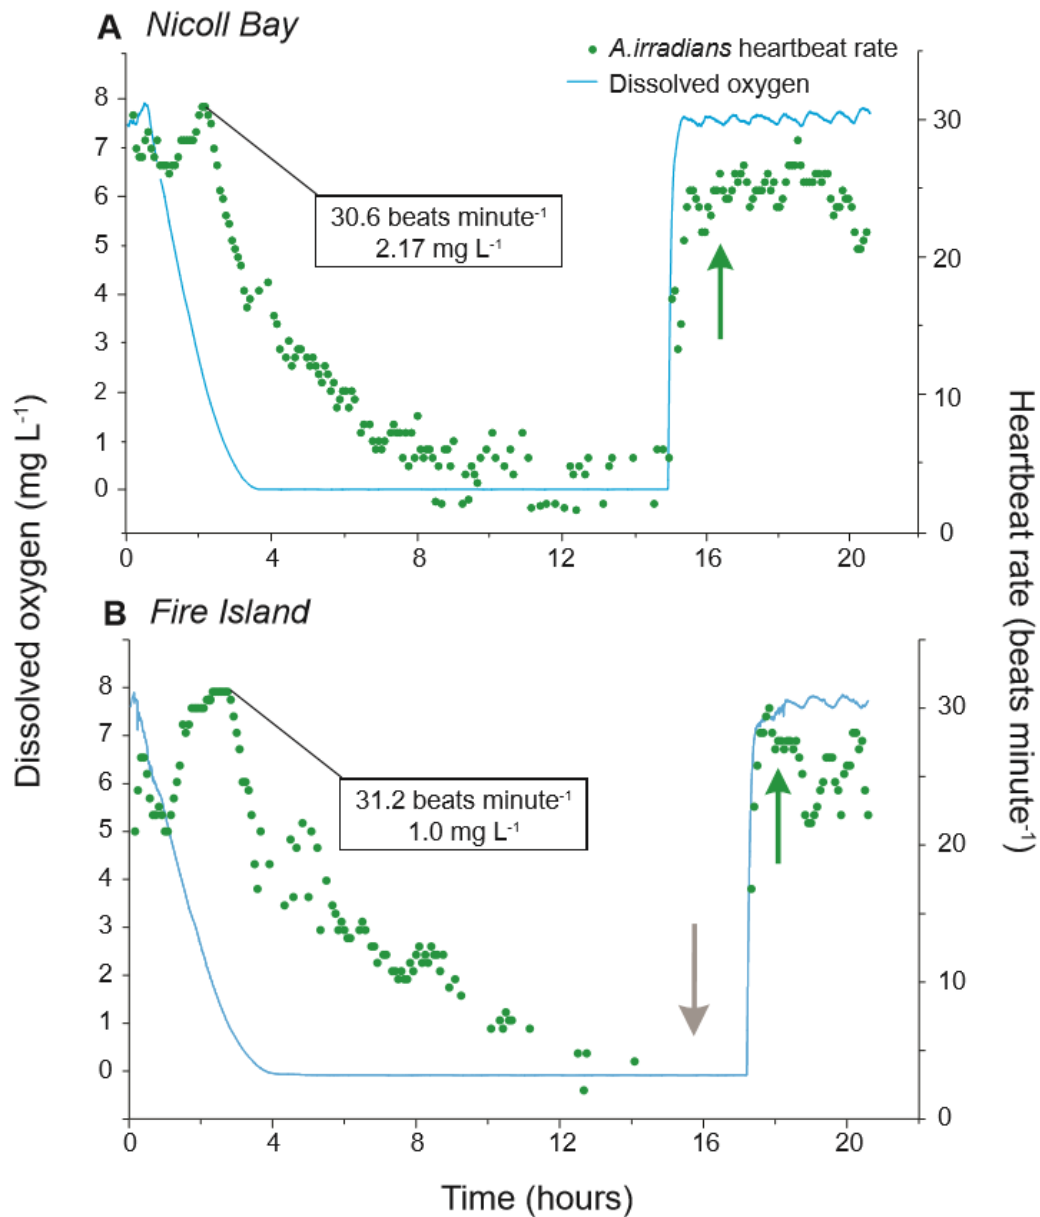 A Nicoll Bay
A.irradians heartbeat rate
Dissolved oxygen
8
7
6
5
4
3
2
1
0
30
20
10
0
30.6 beats minute⁻¹
2.17 mg L⁻¹
0 4 8 12 16 20
B Fire Island
8
7
6
5
4
3
2
1
0
30
20
10
0
31.2 beats minute⁻¹
1.0 mg L⁻¹
0 4 8 12 16 20
Dissolved oxygen (mg L⁻¹)
Heartbeat rate (beats minute⁻¹)
Time (hours)